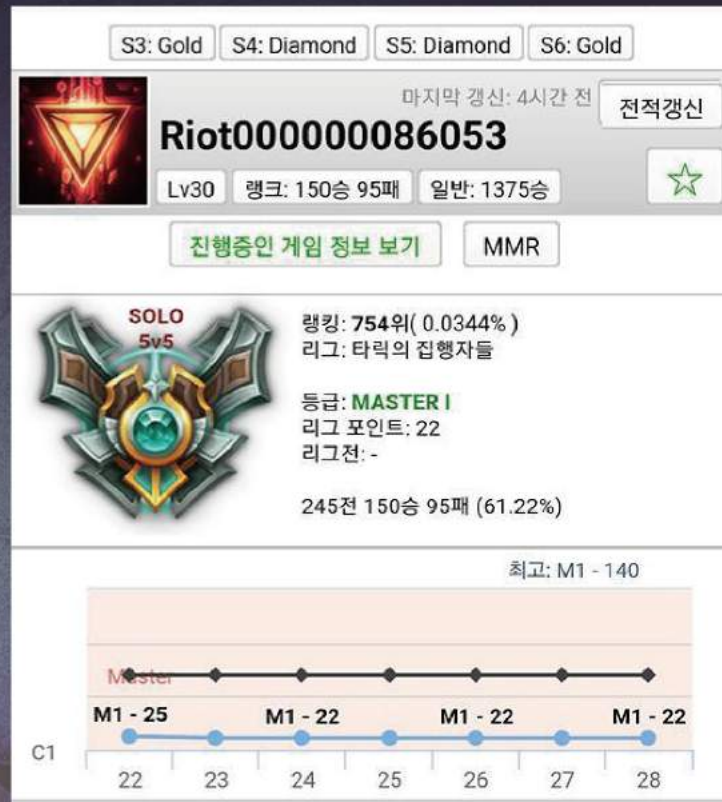 S3: Gold S4: Diamond S5: Diamond S6: Gold
마지막 갱신: 4시간 전
전적갱신
Riot000000086053
Lv30 랭크: 150승 95패 일반: 1375승
진행중인 게임 정보 보기 MMR
SOLO
5v5
랭킹: 754위( 0.0344% )
리그: 타릭의 집행자들
등급: MASTER I
리그 포인트: 22
리그전: -
245전 150승 95패 (61.22%)
최고: M1 - 140
Master
M1 - 25 M1 - 22 M1 - 22 M1 - 22
C1
22 23 24 25 26 27 28